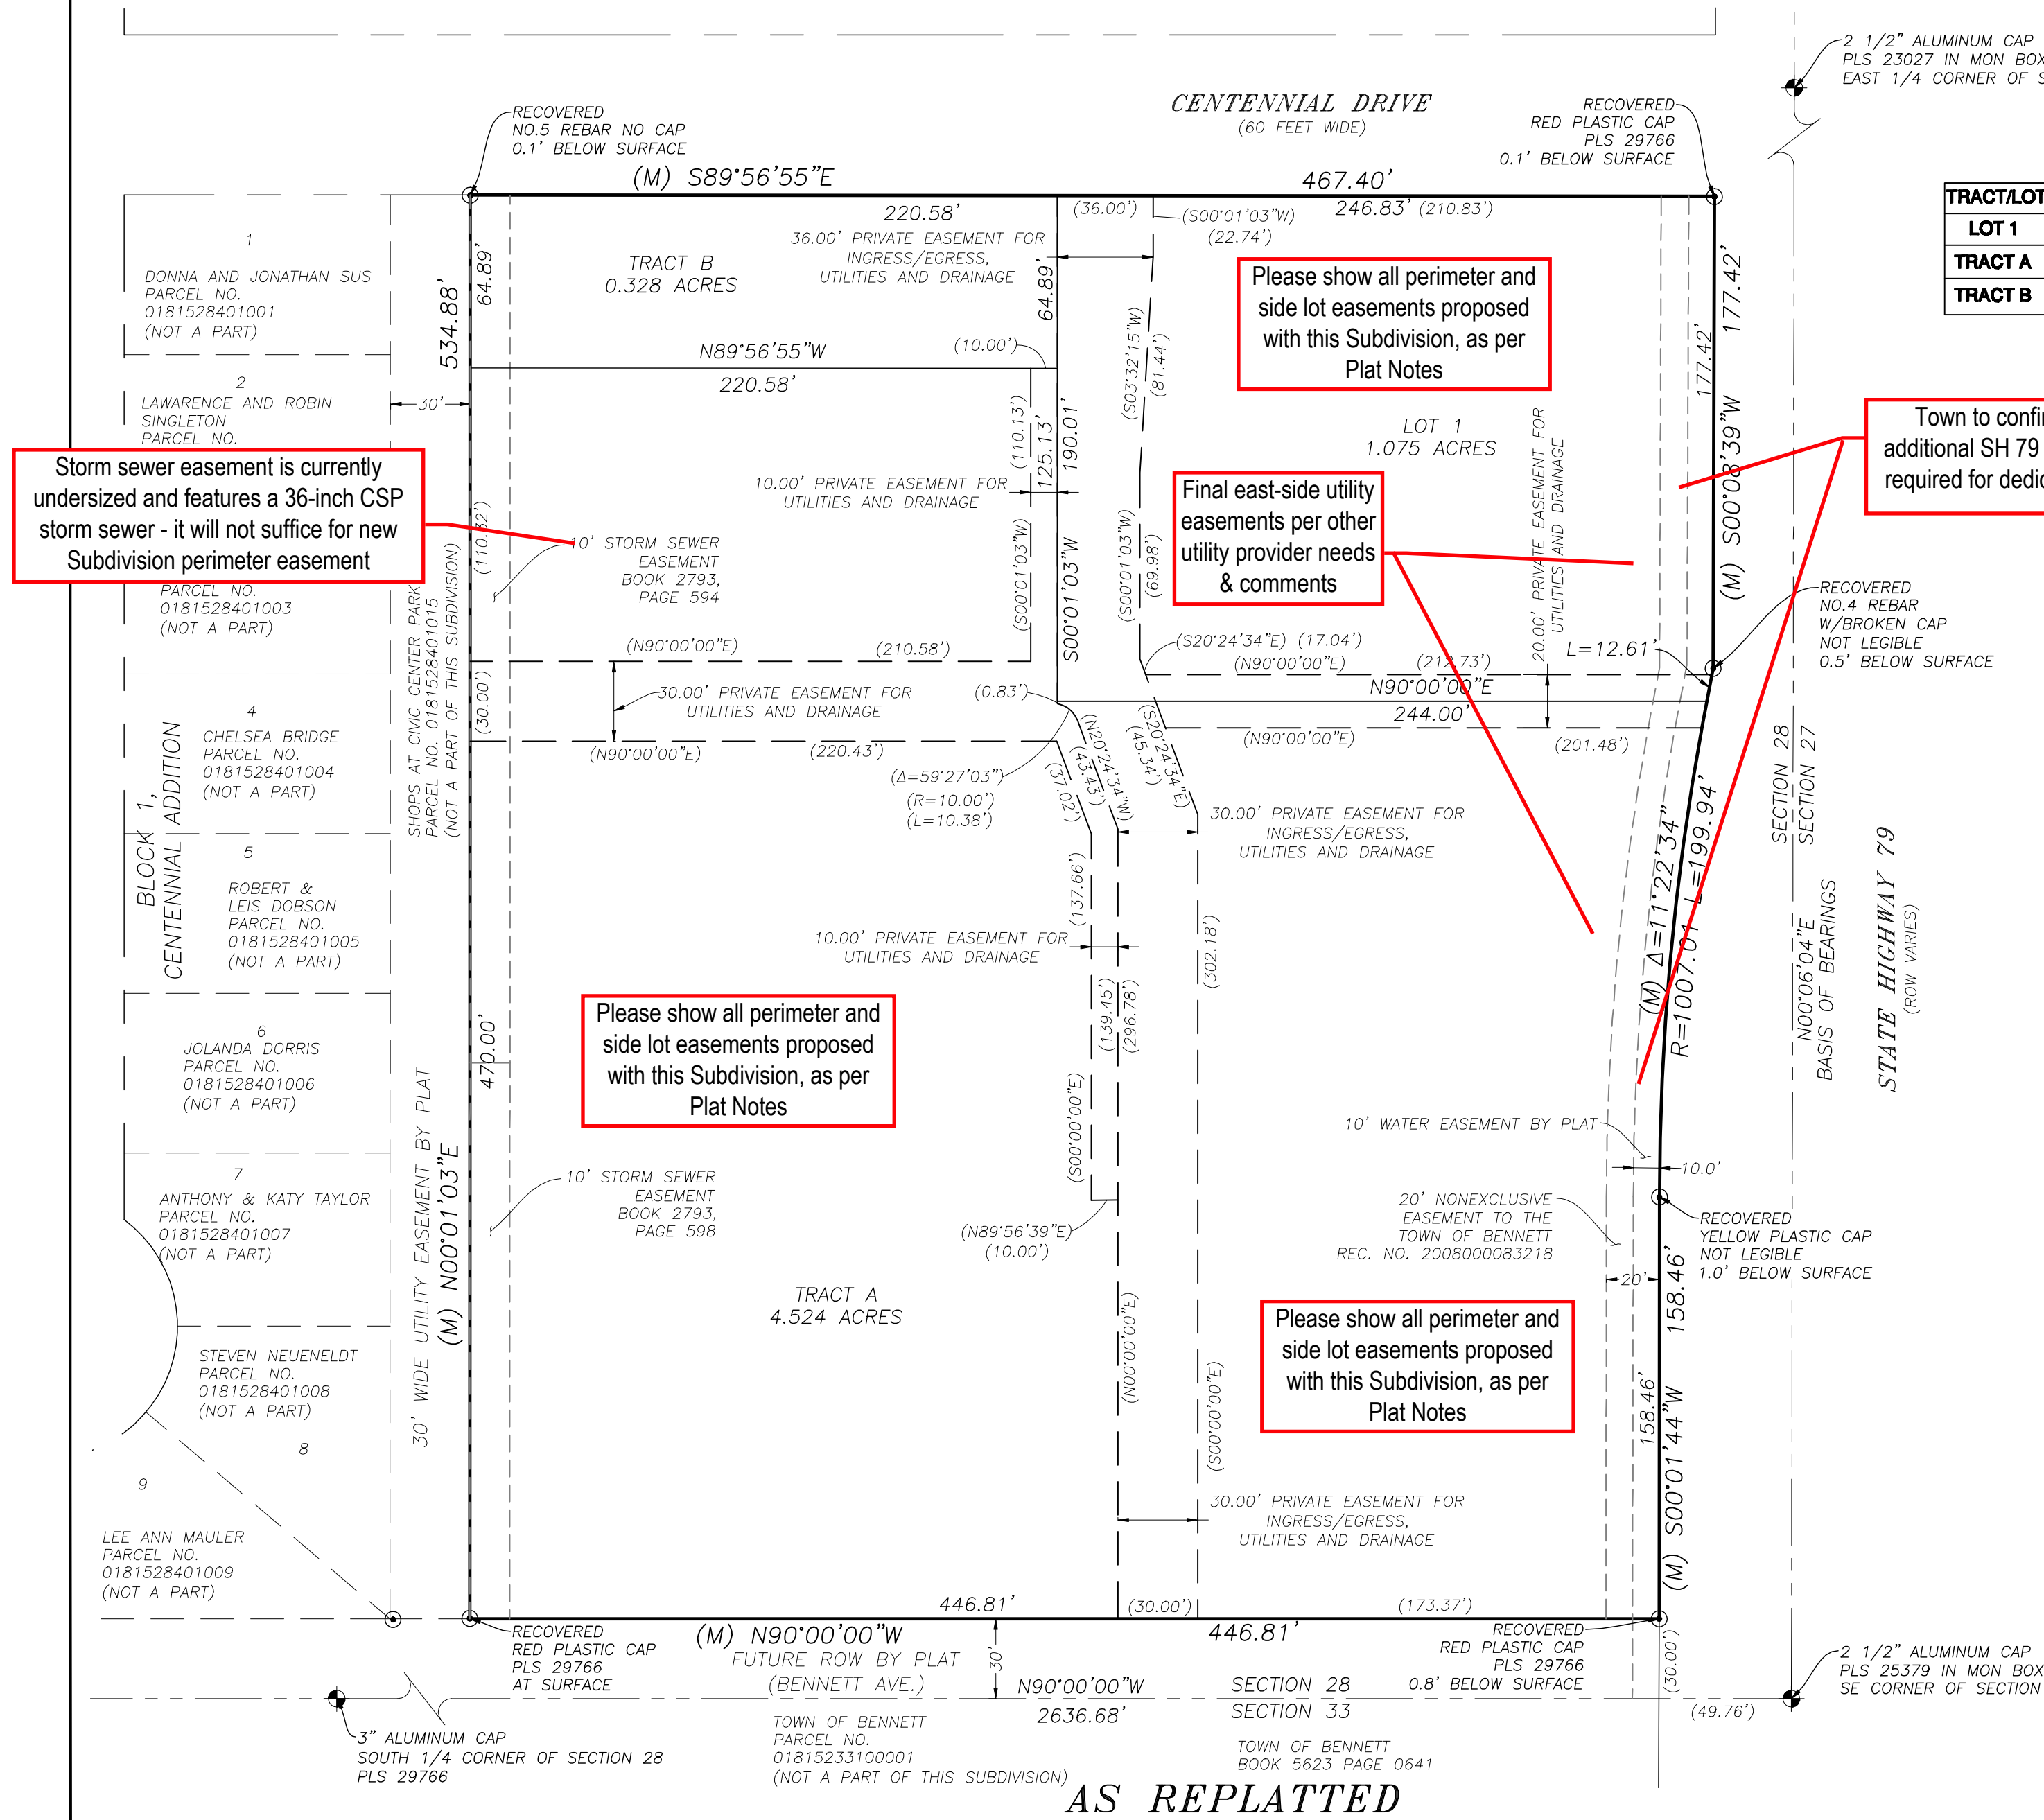 2 1/2" ALUMINUM CAP
PLS 23027 IN MON BOX
EAST 1/4 CORNER OF S
CENTENNIAL DRIVE
(60 FEET WIDE)
RECOVERED
NO.5 REBAR NO CAP
0.1' BELOW SURFACE
RECOVERED
RED PLASTIC CAP
PLS 29766
0.1' BELOW SURFACE
(M) S89°56'55"E
467.40'
220.58'
(36.00')
246.83' (210.83')
(S00°01'03"W)
(22.74')
TRACT/LOT
LOT 1
TRACT A
TRACT B
1
DONNA AND JONATHAN SUS
PARCEL NO.
0181528401001
(NOT A PART)
2
LAWARENCE AND ROBIN
SINGLETON
PARCEL NO.
30'
534.88'
64.89'
TRACT B
0.328 ACRES
36.00' PRIVATE EASEMENT FOR
INGRESS/EGRESS,
UTILITIES AND DRAINAGE
64.89'
N89°56'55"W
(10.00')
220.58'
(S03°32'15"W)
(81.44')
Please show all perimeter and
side lot easements proposed
with this Subdivision, as per
Plat Notes
LOT 1
1.075 ACRES
177.42'
177.42'
(M) S00°08'39"W
Town to confi
additional SH 79
required for dedic
Storm sewer easement is currently
undersized and features a 36-inch CSP
storm sewer - it will not suffice for new
Subdivision perimeter easement
PARCEL NO.
0181528401003
(NOT A PART)
(110.32')
10' STORM SEWER
EASEMENT
BOOK 2793,
PAGE 594
10.00' PRIVATE EASEMENT FOR
UTILITIES AND DRAINAGE
(110.13')
125.13'
190.01'
(S00°01'03"W)
S00°01'03"W
(S00°01'03"W)
(69.98')
Final east-side utility
easements per other
utility provider needs
& comments
20.00' PRIVATE EASEMENT FOR
UTILITIES AND DRAINAGE
RECOVERED
NO.4 REBAR
W/BROKEN CAP
NOT LEGIBLE
0.5' BELOW SURFACE
(N90°00'00"E)
(210.58')
(S20°24'34"E) (17.04')
(N90°00'00"E)
(212.73')
L=12.61'
N90°00'00"E
244.00'
(N90°00'00"E)
(201.48')
(30.00')
30.00' PRIVATE EASEMENT FOR
UTILITIES AND DRAINAGE
(0.83')
(N90°00'00"E)
(220.43')
(Δ=59°27'03")
(R=10.00')
(L=10.38')
(37.02')
(N20°24'34"W)
(43.43')
(S20°24'34"E)
(45.34')
30.00' PRIVATE EASEMENT FOR
INGRESS/EGRESS,
UTILITIES AND DRAINAGE
SHOPS AT CIVIC CENTER PARK
PARCEL NO. 0181528401015
(NOT A PART OF THIS SUBDIVISION)
4
CHELSEA BRIDGE
PARCEL NO.
0181528401004
(NOT A PART)
BLOCK 1,
CENTENNIAL ADDITION
5
ROBERT &
LEIS DOBSON
PARCEL NO.
0181528401005
(NOT A PART)
6
JOLANDA DORRIS
PARCEL NO.
0181528401006
(NOT A PART)
7
ANTHONY & KATY TAYLOR
PARCEL NO.
0181528401007
(NOT A PART)
STEVEN NEUENELDT
PARCEL NO.
0181528401008
(NOT A PART)
8
9
LEE ANN MAULER
PARCEL NO.
0181528401009
(NOT A PART)
30' WIDE UTILITY EASEMENT BY PLAT
(M) N00°01'03"E
470.00'
Please show all perimeter and
side lot easements proposed
with this Subdivision, as per
Plat Notes
10' STORM SEWER
EASEMENT
BOOK 2793,
PAGE 598
TRACT A
4.524 ACRES
(137.66')
10.00' PRIVATE EASEMENT FOR
UTILITIES AND DRAINAGE
(139.45')
(296.78')
(302.18')
(S00°00'00"E)
(N89°56'39"E)
(10.00')
(N00°00'00"E)
(S00°00'00"E)
(M) Δ=11°22'34"
R=1007.01 L=199.94'
SECTION 28
SECTION 27
N00°06'04"E
BASIS OF BEARINGS
STATE HIGHWAY 79
(ROW VARIES)
10' WATER EASEMENT BY PLAT
10.0'
20' NONEXCLUSIVE
EASEMENT TO THE
TOWN OF BENNETT
REC. NO. 2008000083218
20'
RECOVERED
YELLOW PLASTIC CAP
NOT LEGIBLE
1.0' BELOW SURFACE
158.46'
158.46'
(M) S00°01'44"W
Please show all perimeter and
side lot easements proposed
with this Subdivision, as per
Plat Notes
30.00' PRIVATE EASEMENT FOR
INGRESS/EGRESS,
UTILITIES AND DRAINAGE
446.81'
(30.00')
(173.37')
RECOVERED
RED PLASTIC CAP
PLS 29766
AT SURFACE
(M) N90°00'00"W
446.81'
FUTURE ROW BY PLAT
(BENNETT AVE.)
30'
RECOVERED
RED PLASTIC CAP
PLS 29766
0.8' BELOW SURFACE
(30.00')
N90°00'00"W
2636.68'
SECTION 28
SECTION 33
(49.76')
2 1/2" ALUMINUM CAP
PLS 25379 IN MON BOX
SE CORNER OF SECTION
3" ALUMINUM CAP
SOUTH 1/4 CORNER OF SECTION 28
PLS 29766
TOWN OF BENNETT
PARCEL NO.
01815233100001
(NOT A PART OF THIS SUBDIVISION)
TOWN OF BENNETT
BOOK 5623 PAGE 0641
AS REPLATTED